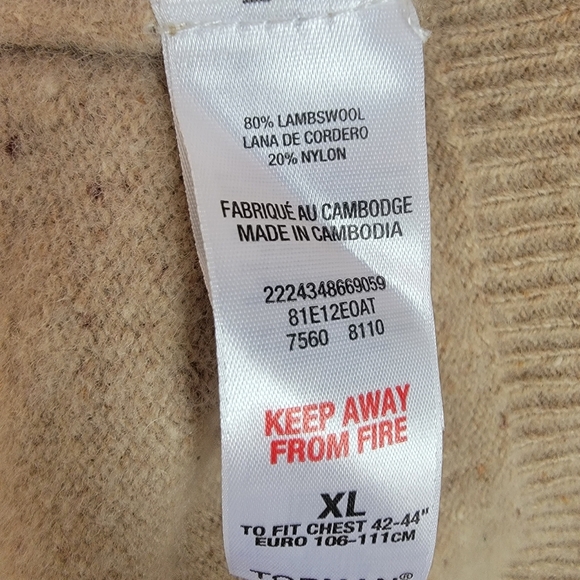 80% LAMBSWOOL
LANA DE CORDERO
20% NYLON
FABRIQUÉ AU CAMBODGE
MADE IN CAMBODIA
2224348669059
81E12EOAT
7560 8110
KEEP AWAY
FROM FIRE
XL
TO FIT CHEST 42-44"
EURO 106-111CM